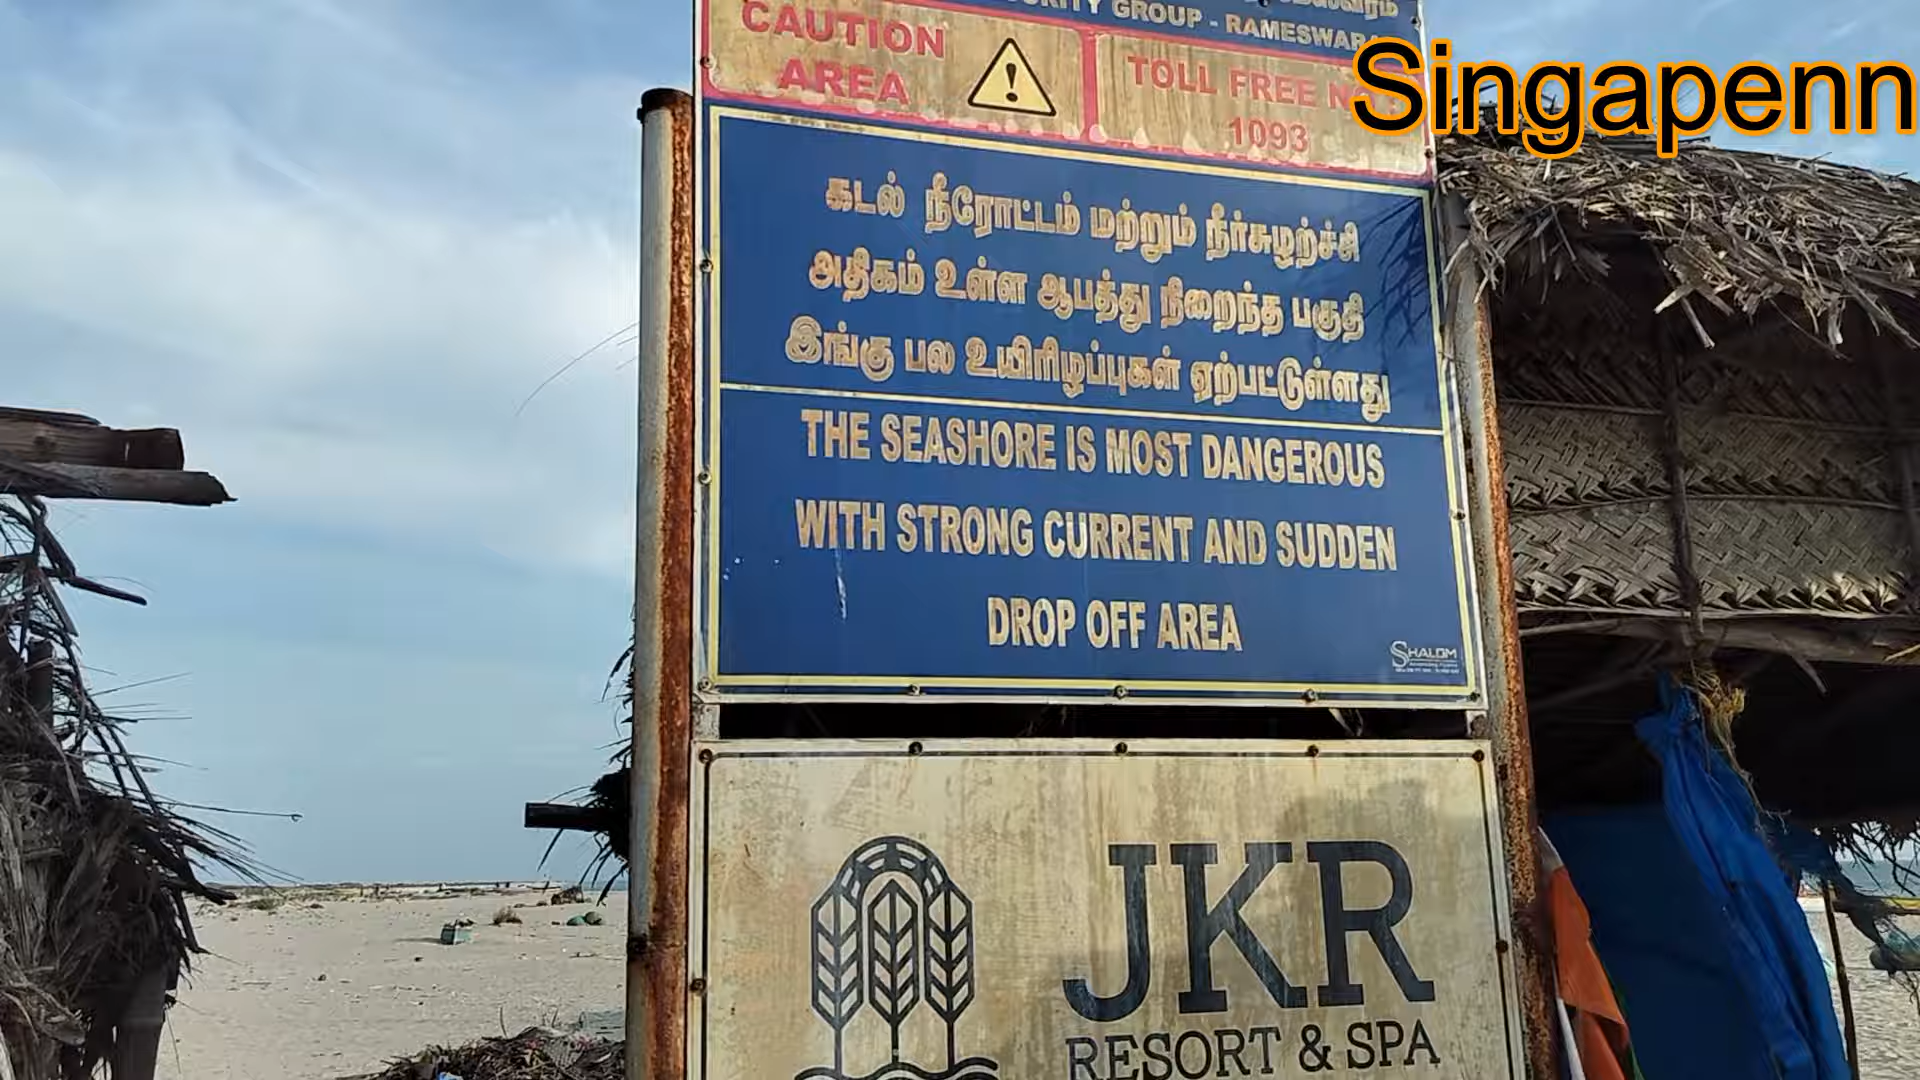 GROUP - RAMESWARAM
CAUTION
AREA
TOLL FREE NO.
1093
Singapenn
கடல் நீரோட்டம் மற்றும் நீர்சுழற்ச்சி
அதிகம் உள்ள ஆபத்து நிறைந்த பகுதி
இங்கு பல உயிரிழப்புகள் ஏற்பட்டுள்ளது
THE SEASHORE IS MOST DANGEROUS
WITH STRONG CURRENT AND SUDDEN
DROP OFF AREA
SHALOM
JKR
RESORT & SPA